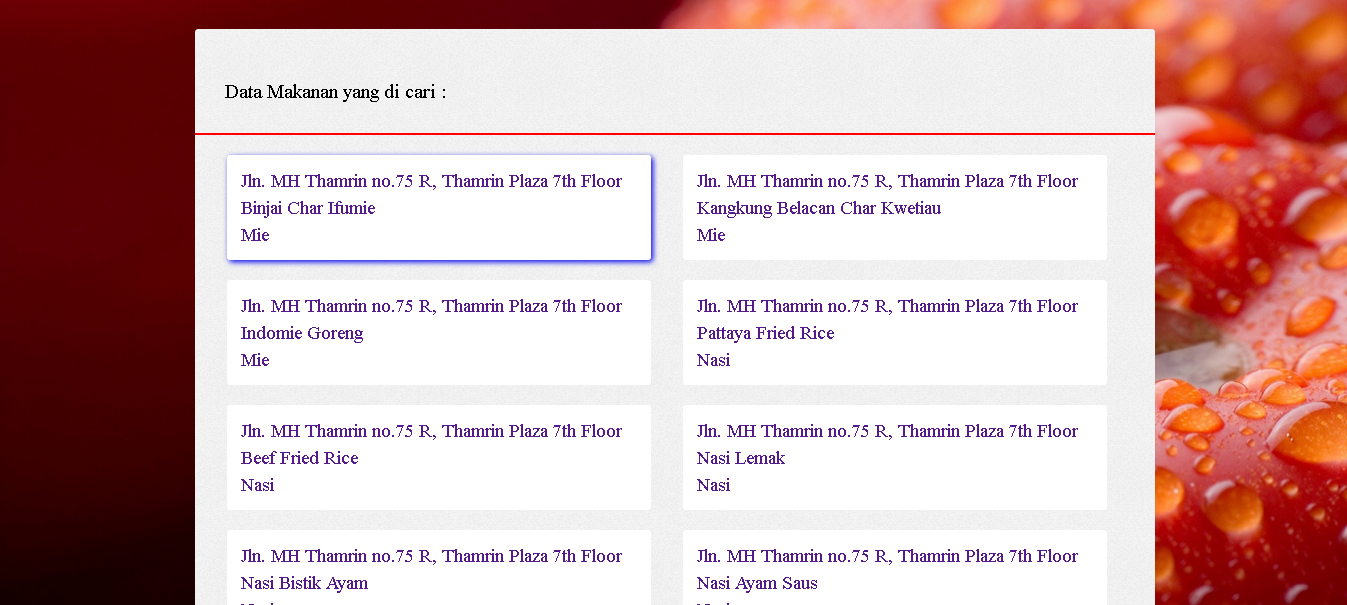 Data Makanan yang di cari :
Jln. MH Thamrin no.75 R, Thamrin Plaza 7th Floor
Binjai Char Ifumie
Mie
Jln. MH Thamrin no.75 R, Thamrin Plaza 7th Floor
Kangkung Belacan Char Kwetiau
Mie
Jln. MH Thamrin no.75 R, Thamrin Plaza 7th Floor
Indomie Goreng
Mie
Jln. MH Thamrin no.75 R, Thamrin Plaza 7th Floor
Pattaya Fried Rice
Nasi
Jln. MH Thamrin no.75 R, Thamrin Plaza 7th Floor
Beef Fried Rice
Nasi
Jln. MH Thamrin no.75 R, Thamrin Plaza 7th Floor
Nasi Lemak
Nasi
Jln. MH Thamrin no.75 R, Thamrin Plaza 7th Floor
Nasi Bistik Ayam
Jln. MH Thamrin no.75 R, Thamrin Plaza 7th Floor
Nasi Ayam Saus